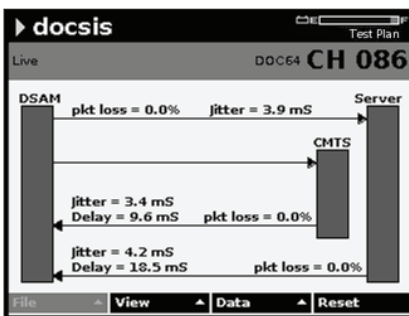 docsis
E F
Test Plan
Live DOC64 CH 086
DSAM Server
pkt loss = 0.0% Jitter = 3.9 mS
CMTS
Jitter = 3.4 mS
Delay = 9.6 mS pkt loss = 0.0%
Jitter = 4.2 mS
Delay = 18.5 mS pkt loss = 0.0%
File View Data Reset